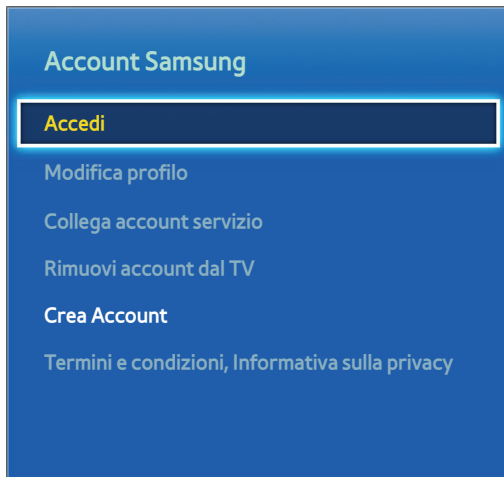 Account Samsung
Accedi
Modifica profilo
Collega account servizio
Rimuovi account dal TV
Crea Account
Termini e condizioni, Informativa sulla privacy